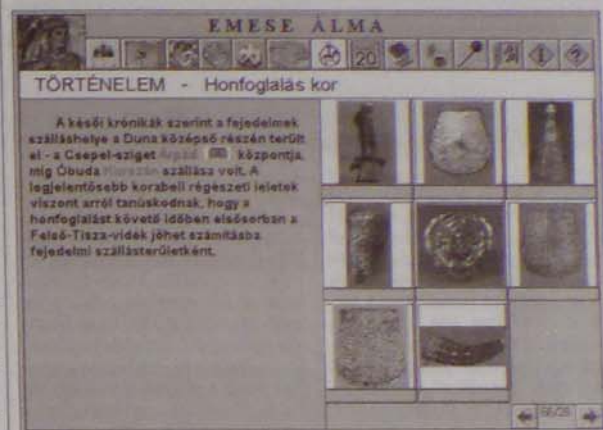 EMESE ÁLMA
20
TÖRTÉNELEM - Honfoglalás kor
A késői krónikák szerint a fejedelmek
szálláshelye a Duna középső részén terült
el - a Csepel-sziget Árpád központja,
míg Óbuda Kurszán szállása volt. A
legjelentősebb korabeli régészeti leletek
viszont arról tanúskodnak, hogy a
honfoglalást követő időben elsősorban a
Felső-Tisza-vidék jöhet számításba
fejedelmi szállásterületként.